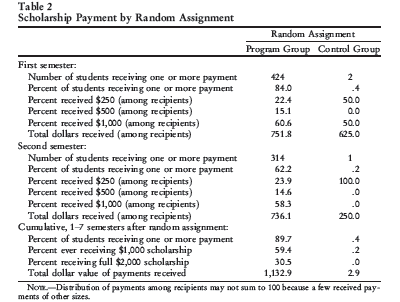 Table 2
Scholarship Payment by Random Assignment
Random Assignment
Program Group Control Group
First semester:
Number of students receiving one or more payment 424 2
Percent of students receiving one or more payment 84.0 .4
Percent received $250 (among recipients) 22.4 50.0
Percent received $500 (among recipients) 15.1 0.0
Percent received $1,000 (among recipients) 60.6 50.0
Total dollars received (among recipients) 751.8 625.0
Second semester:
Number of students receiving one or more payment 314 1
Percent of students receiving one or more payment 62.2 .2
Percent received $250 (among recipients) 23.9 100.0
Percent received $500 (among recipients) 14.6 .0
Percent received $1,000 (among recipients) 58.3 .0
Total dollars received (among recipients) 736.1 250.0
Cumulative, 1–7 semesters after random assignment:
Percent of students receiving one or more payment 89.7 .4
Percent ever receiving $1,000 scholarship 59.4 .2
Percent receiving full $2,000 scholarship 30.5 .0
Total dollar value of payments received 1,132.9 2.9
NOTE.—Distribution of payments among recipients may not sum to 100 because a few received pay-
ments of other sizes.